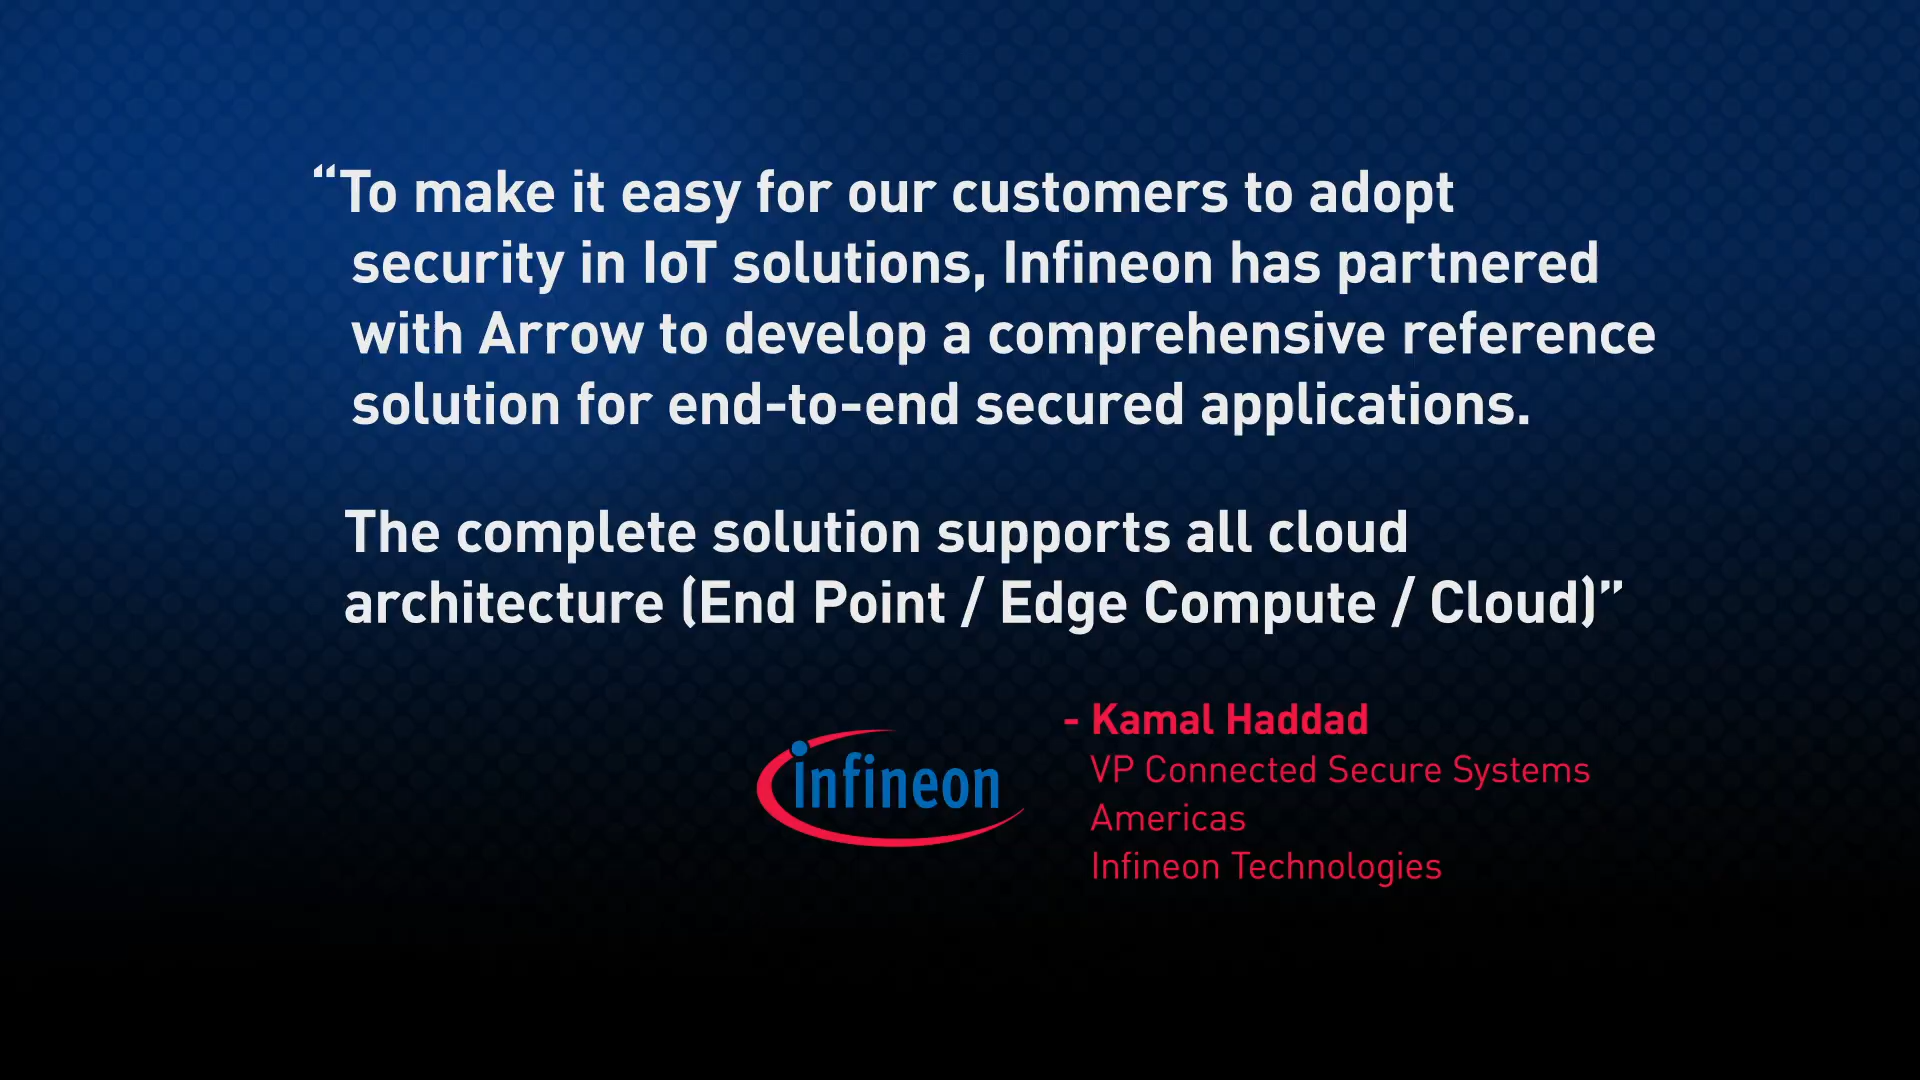 “To make it easy for our customers to adopt
security in IoT solutions, Infineon has partnered
with Arrow to develop a comprehensive reference
solution for end-to-end secured applications.
The complete solution supports all cloud
architecture (End Point / Edge Compute / Cloud)”
infineon
- Kamal Haddad
VP Connected Secure Systems
Americas
Infineon Technologies